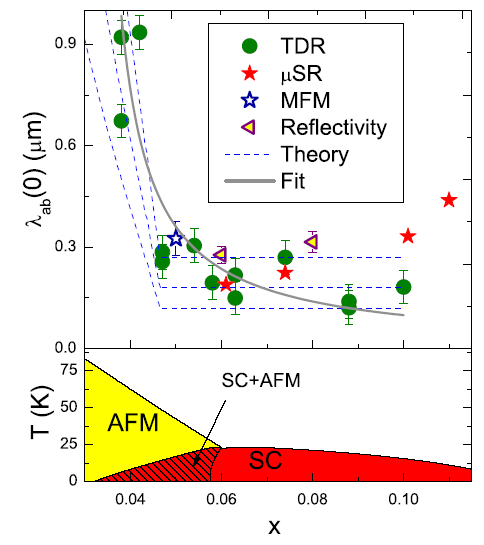 0.9
0.6
0.3
0.0
λab(0) (μm)
TDR
μSR
MFM
Reflectivity
Theory
Fit
75
50
25
0
T (K)
SC+AFM
AFM
SC
0.04
0.06
0.08
0.10
x